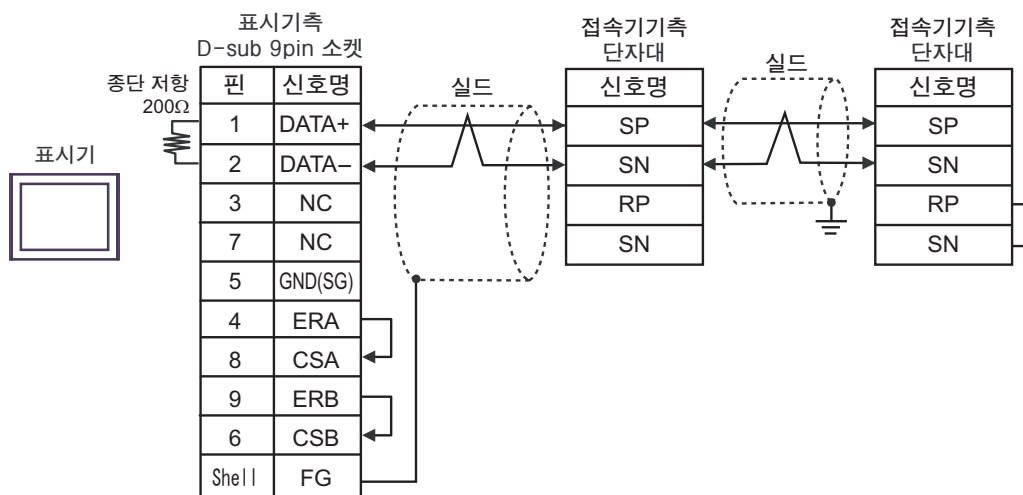 표시기측
D-sub 9pin 소켓
접속기기측
단자대
접속기기측
단자대
종단 저항
200Ω
표시기
실드
실드
핀 신호명
1 DATA+
2 DATA−
3 NC
7 NC
5 GND(SG)
4 ERA
8 CSA
9 ERB
6 CSB
Shell FG
신호명
SP
SN
RP
SN
신호명
SP
SN
RP
SN